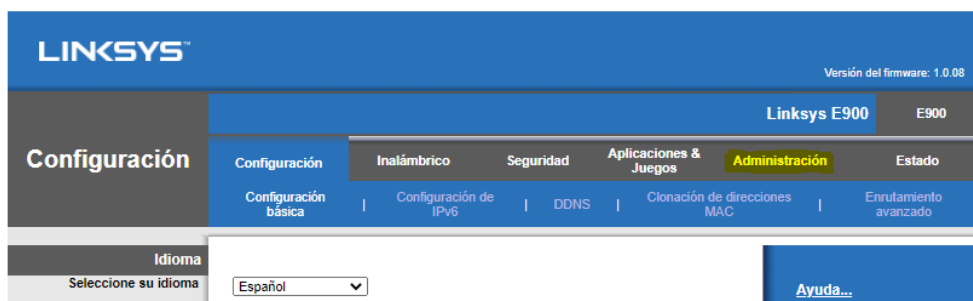 LINKSYS™
Versión del firmware: 1.0.08
Linksys E900 E900
Configuración
Configuración Inalámbrico Seguridad Aplicaciones & Juegos Administración Estado
Configuración básica | Configuración de IPv6 | DDNS | Clonación de direcciones MAC | Enrutamiento avanzado
Idioma
Seleccione su idioma Español
Ayuda...